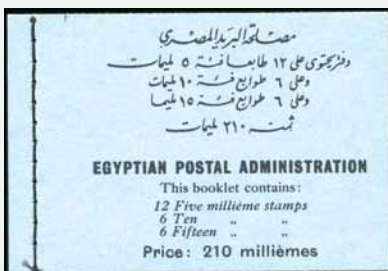 مصلحة البريد المصرى
دفتر يحتوى على ١٢ طابعا فئة ٥ مليمات
وعلى ٦ طوابع فئة ١٠ مليمات
وعلى ٦ طوابع فئة ١٥ مليما
ثمنه ٢١٠ مليمات
EGYPTIAN POSTAL ADMINISTRATION
This booklet contains:
12 Five millième stamps
6 Ten " "
6 Fifteen " "
Price: 210 millièmes